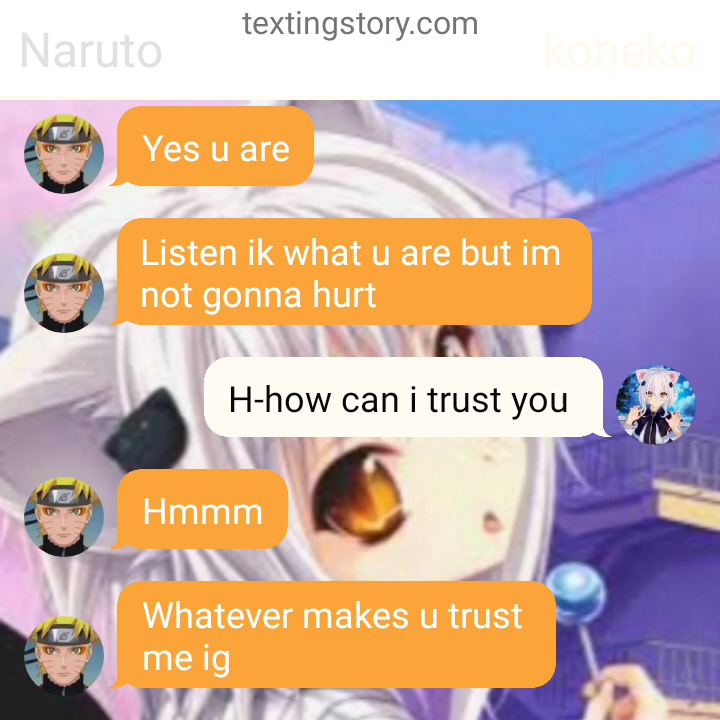 textingstory.com
Naruto
koneko
Yes u are
Listen ik what u are but im
not gonna hurt
H-how can i trust you
Hmmm
Whatever makes u trust
me ig